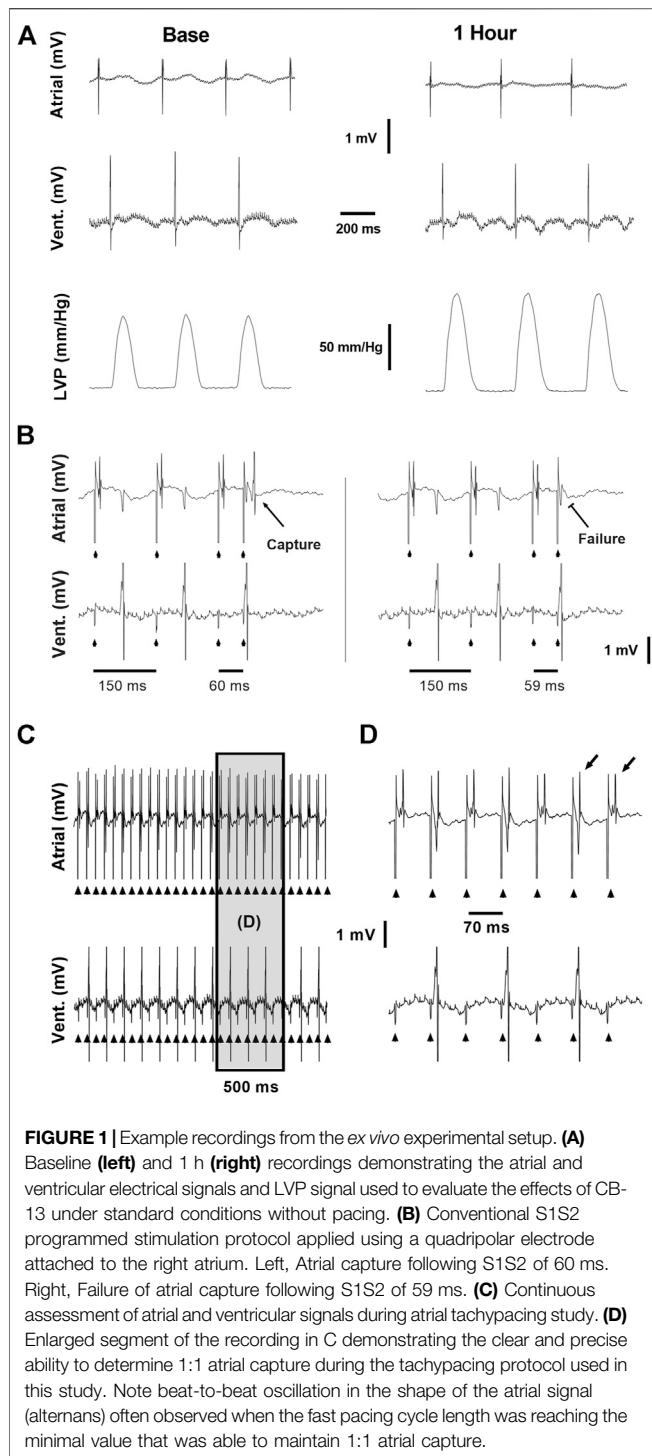 A
Base
1 Hour
Atrial (mV)
1 mV
Vent. (mV)
200 ms
LVP (mm/Hg)
50 mm/Hg
B
Atrial (mV)
Capture
Failure
Vent. (mV)
1 mV
150 ms
60 ms
150 ms
59 ms
C
D
Atrial (mV)
(D)
70 ms
1 mV
Vent. (mV)
500 ms
FIGURE 1 | Example recordings from the ex vivo experimental setup. (A)
Baseline (left) and 1 h (right) recordings demonstrating the atrial and
ventricular electrical signals and LVP signal used to evaluate the effects of CB-
13 under standard conditions without pacing. (B) Conventional S1S2
programmed stimulation protocol applied using a quadripolar electrode
attached to the right atrium. Left, Atrial capture following S1S2 of 60 ms.
Right, Failure of atrial capture following S1S2 of 59 ms. (C) Continuous
assessment of atrial and ventricular signals during atrial tachypacing study. (D)
Enlarged segment of the recording in C demonstrating the clear and precise
ability to determine 1:1 atrial capture during the tachypacing protocol used in
this study. Note beat-to-beat oscillation in the shape of the atrial signal
(alternans) often observed when the fast pacing cycle length was reaching the
minimal value that was able to maintain 1:1 atrial capture.